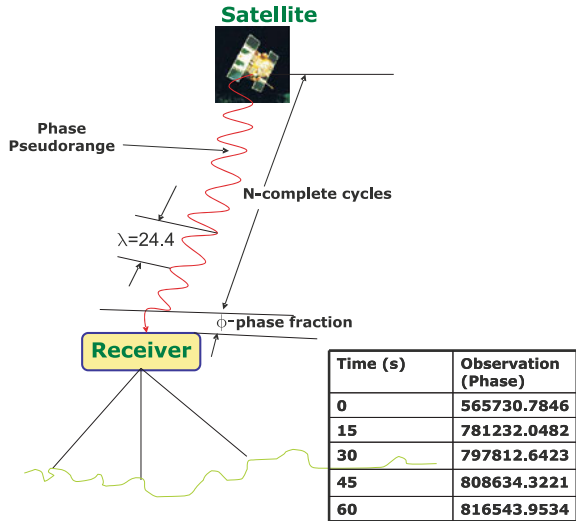 Satellite
Phase
Pseudorange
N-complete cycles
λ=24.4
ϕ-phase fraction
Receiver
Time (s) Observation
(Phase)
0 565730.7846
15 781232.0482
30 797812.6423
45 808634.3221
60 816543.9534